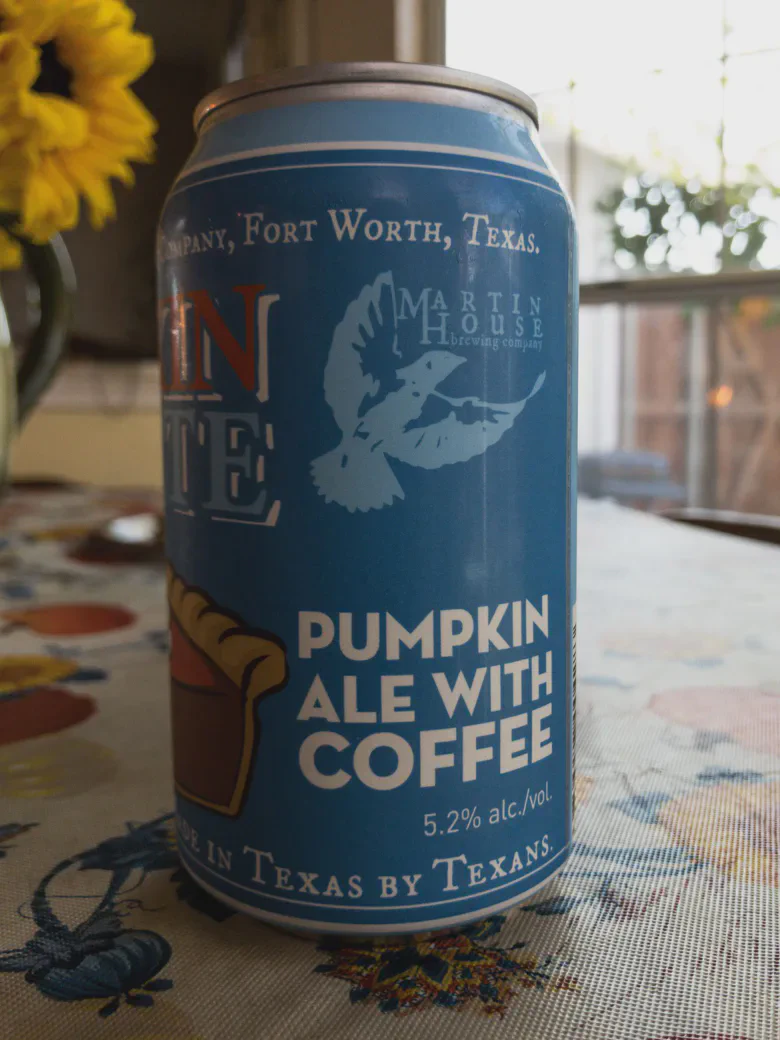 Company, Fort Worth, Texas.
MARTIN
HOUSE
brewing company
PUMPKIN
ALE WITH
COFFEE
5.2% alc./vol.
IN TEXAS BY TEXANS.